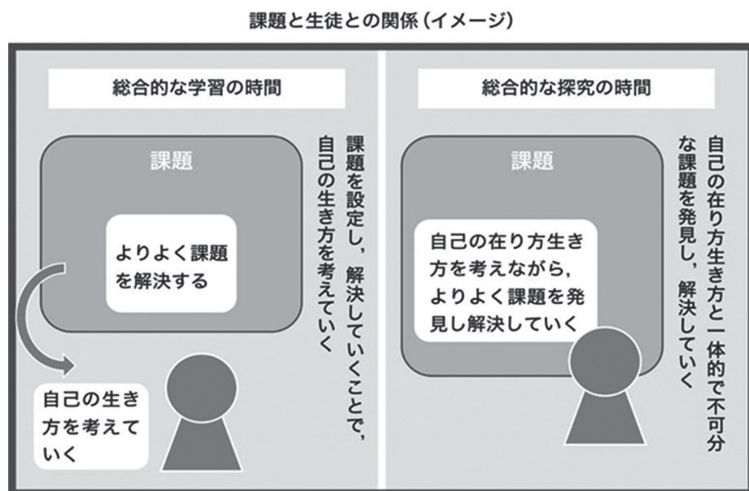 課題と生徒との関係（イメージ）
総合的な学習の時間
課題
よりよく課題
を解決する
自己の生き
方を考えて
いく
課題を設定し，解決していくことで，
自己の生き方を考えていく
総合的な探究の時間
課題
自己の在り方生き
方を考えながら，
よりよく課題を発
見し解決していく
自己の在り方生き方と一体的で不可分
な課題を発見し，解決していく